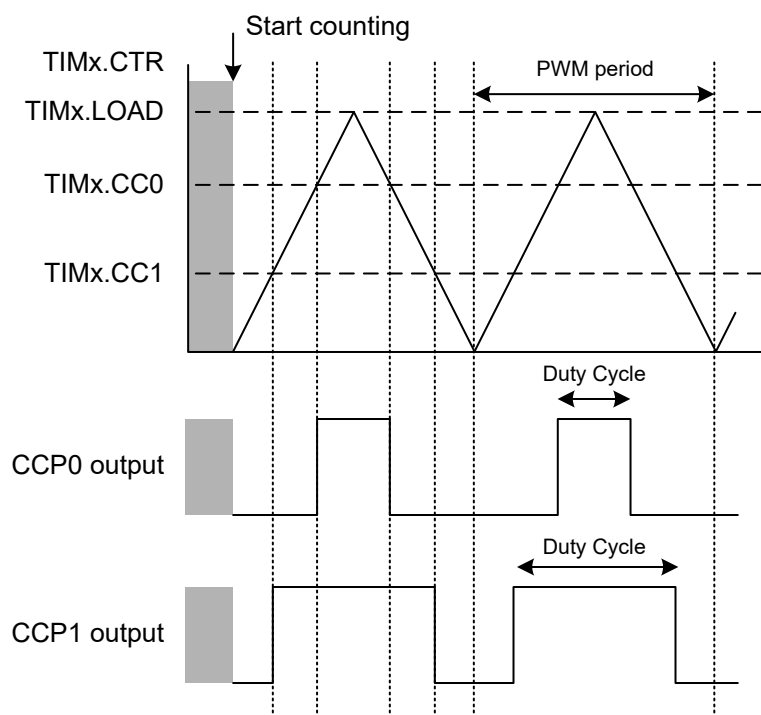 Start counting
TIMx.CTR
PWM period
TIMx.LOAD
TIMx.CC0
TIMx.CC1
Duty Cycle
CCP0 output
Duty Cycle
CCP1 output